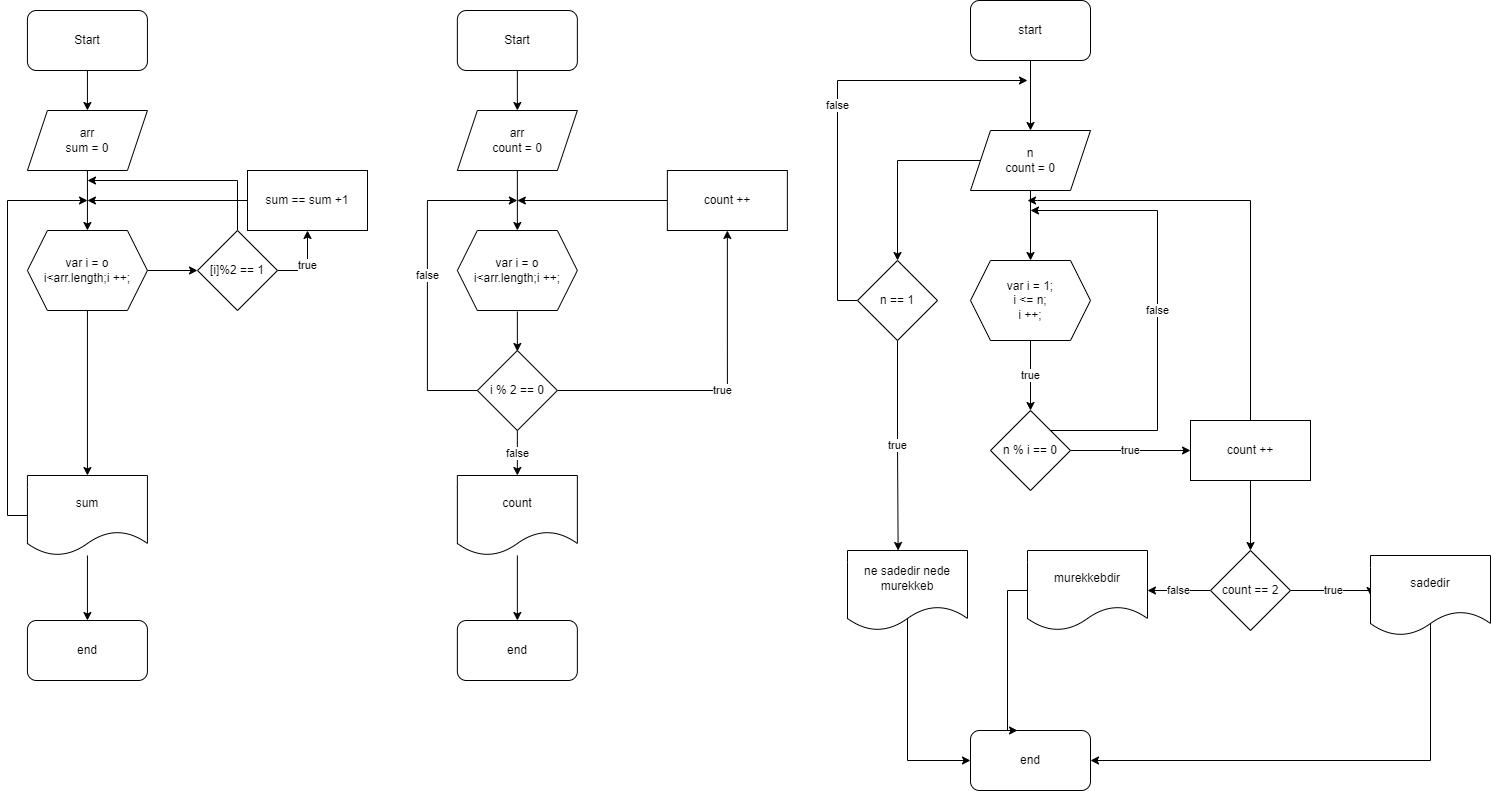 Start
arr
sum = 0
sum == sum +1
var i = o
i<arr.length;i ++;
[i]%2 == 1
true
sum
end
Start
arr
count = 0
count ++
var i = o
i<arr.length;i ++;
false
i % 2 == 0
true
false
count
end
start
false
n
count = 0
n == 1
var i = 1;
i <= n;
i ++;
false
true
true
n % i == 0
true
count ++
ne sadedir nede
murekkeb
murekkebdir
false
count == 2
true
sadedir
end